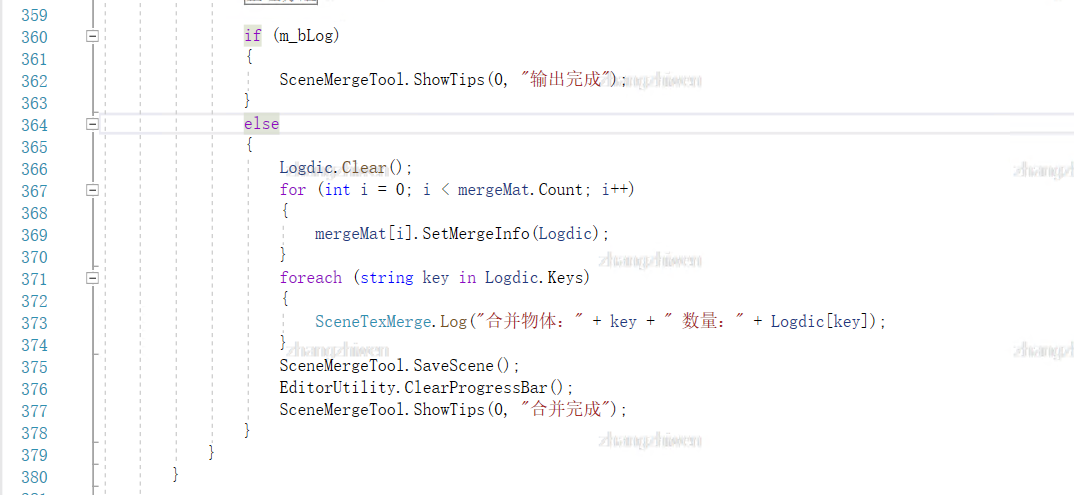 359
360 if (m_bLog)
361 {
362 SceneMergeTool.ShowTips(0, "输出完成");
363 }
364 else
365 {
366 Logdic.Clear();
367 for (int i = 0; i < mergeMat.Count; i++)
368 {
369 mergeMat[i].SetMergeInfo(Logdic);
370 }
371 foreach (string key in Logdic.Keys)
372 {
373 SceneTexMerge.Log("合并物体：" + key + " 数量：" + Logdic[key]);
374 }
375 SceneMergeTool.SaveScene();
376 EditorUtility.ClearProgressBar();
377 SceneMergeTool.ShowTips(0, "合并完成");
378 }
379 }
380 }